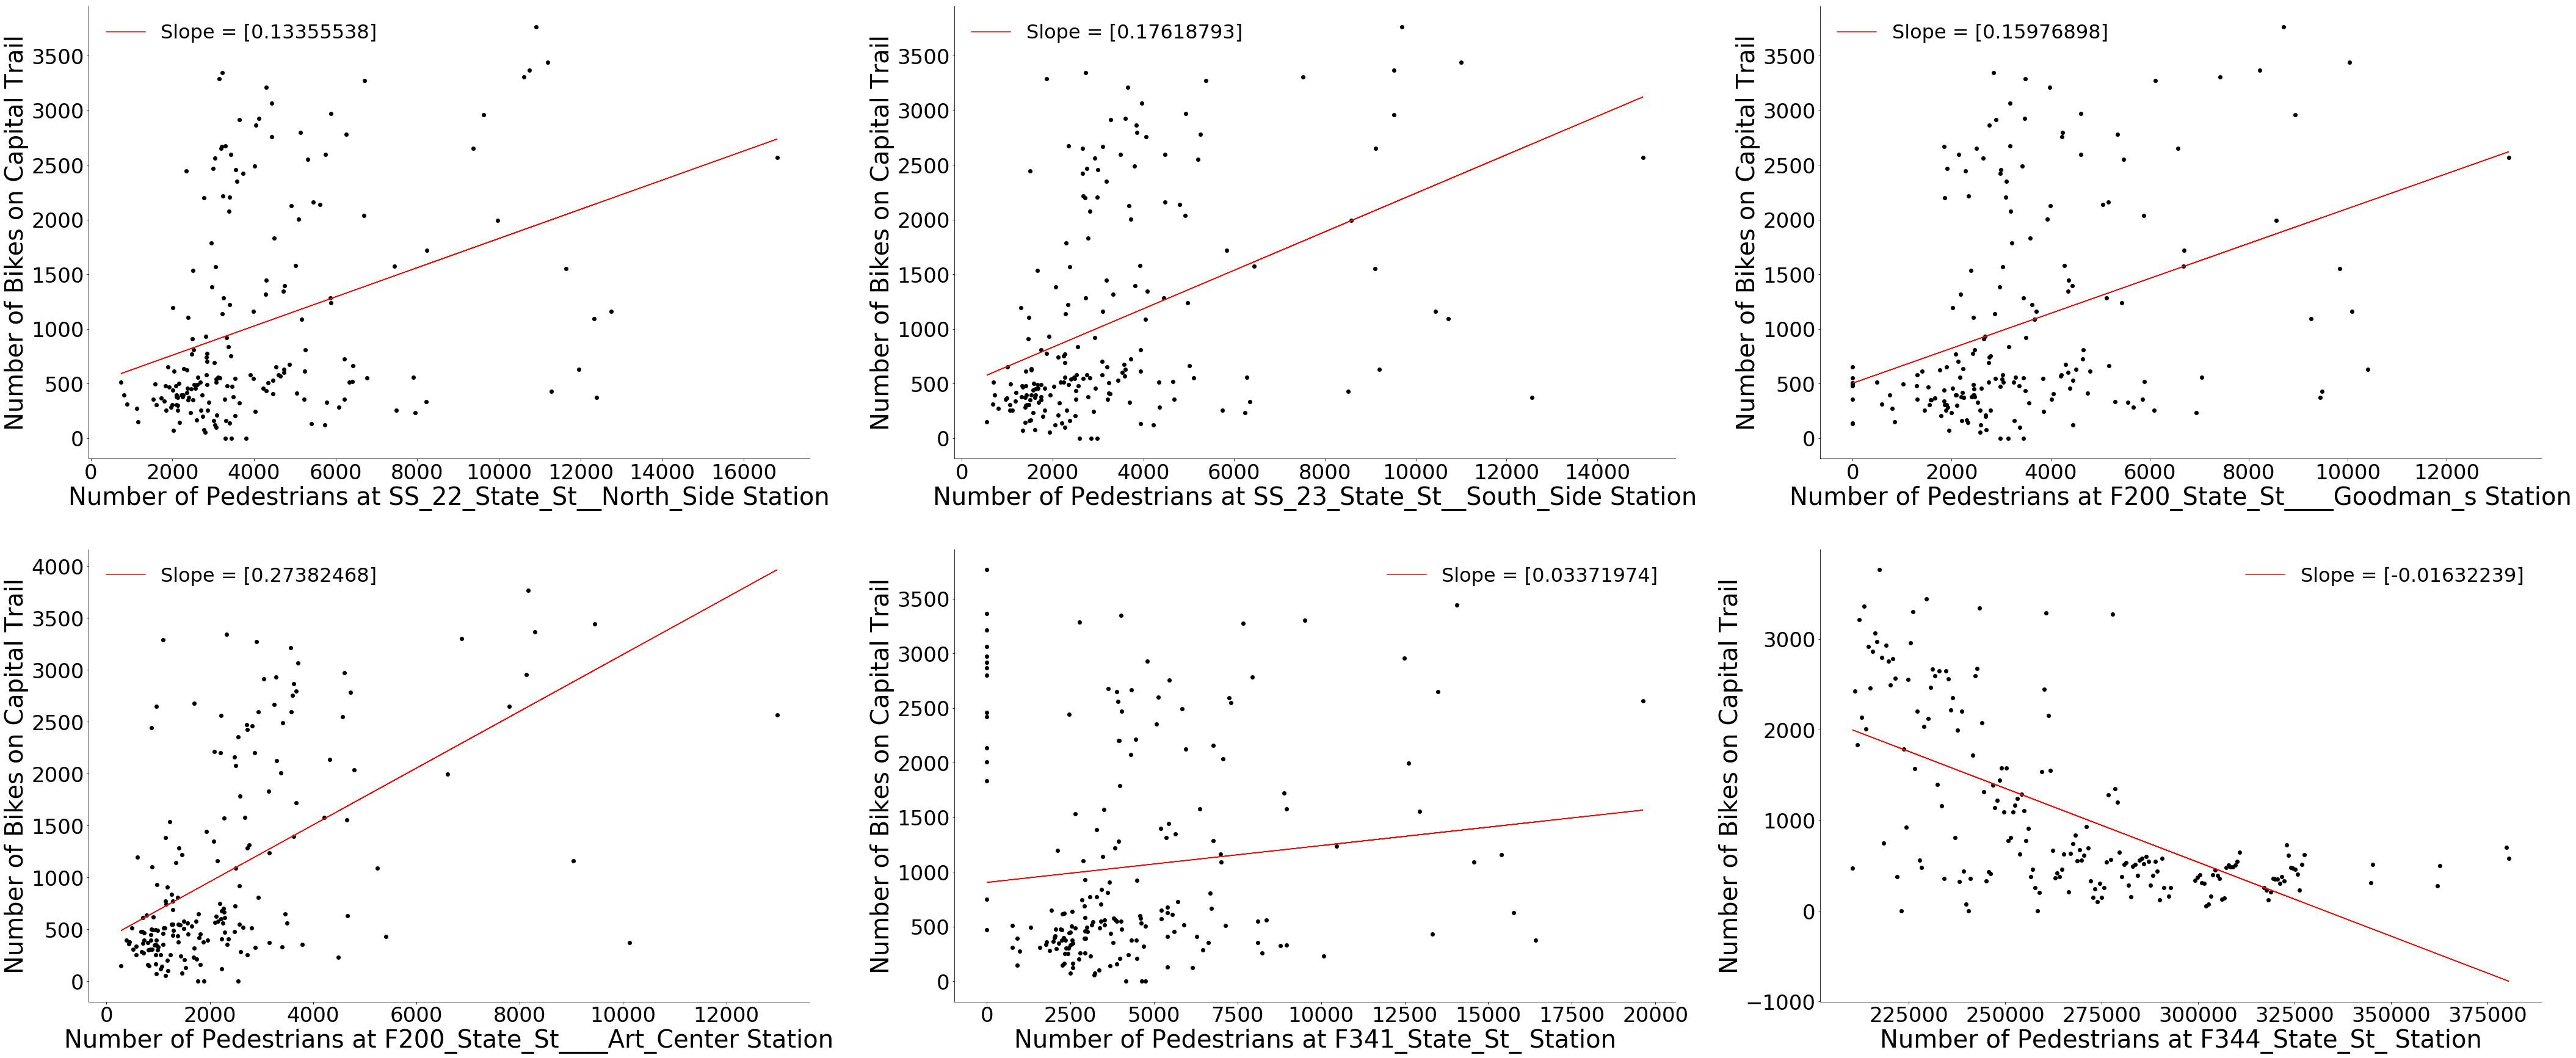 Number of Bikes on Capital Trail
Slope = [0.13355538]
3500
3000
2500
2000
1500
1000
500
0
0 2000 4000 6000 8000 10000 12000 14000 16000
Number of Pedestrians at SS_22_State_St__North_Side Station
Number of Bikes on Capital Trail
Slope = [0.17618793]
3500
3000
2500
2000
1500
1000
500
0
0 2000 4000 6000 8000 10000 12000 14000
Number of Pedestrians at SS_23_State_St__South_Side Station
Number of Bikes on Capital Trail
Slope = [0.15976898]
3500
3000
2500
2000
1500
1000
500
0
0 2000 4000 6000 8000 10000 12000
Number of Pedestrians at F200_State_St____Goodman_s Station
Number of Bikes on Capital Trail
Slope = [0.27382468]
4000
3500
3000
2500
2000
1500
1000
500
0
0 2000 4000 6000 8000 10000 12000
Number of Pedestrians at F200_State_St____Art_Center Station
Number of Bikes on Capital Trail
Slope = [0.03371974]
3500
3000
2500
2000
1500
1000
500
0
0 2500 5000 7500 10000 12500 15000 17500 20000
Number of Pedestrians at F341_State_St_ Station
Number of Bikes on Capital Trail
Slope = [-0.01632239]
3000
2000
1000
0
−1000
225000 250000 275000 300000 325000 350000 375000
Number of Pedestrians at F344_State_St_ Station